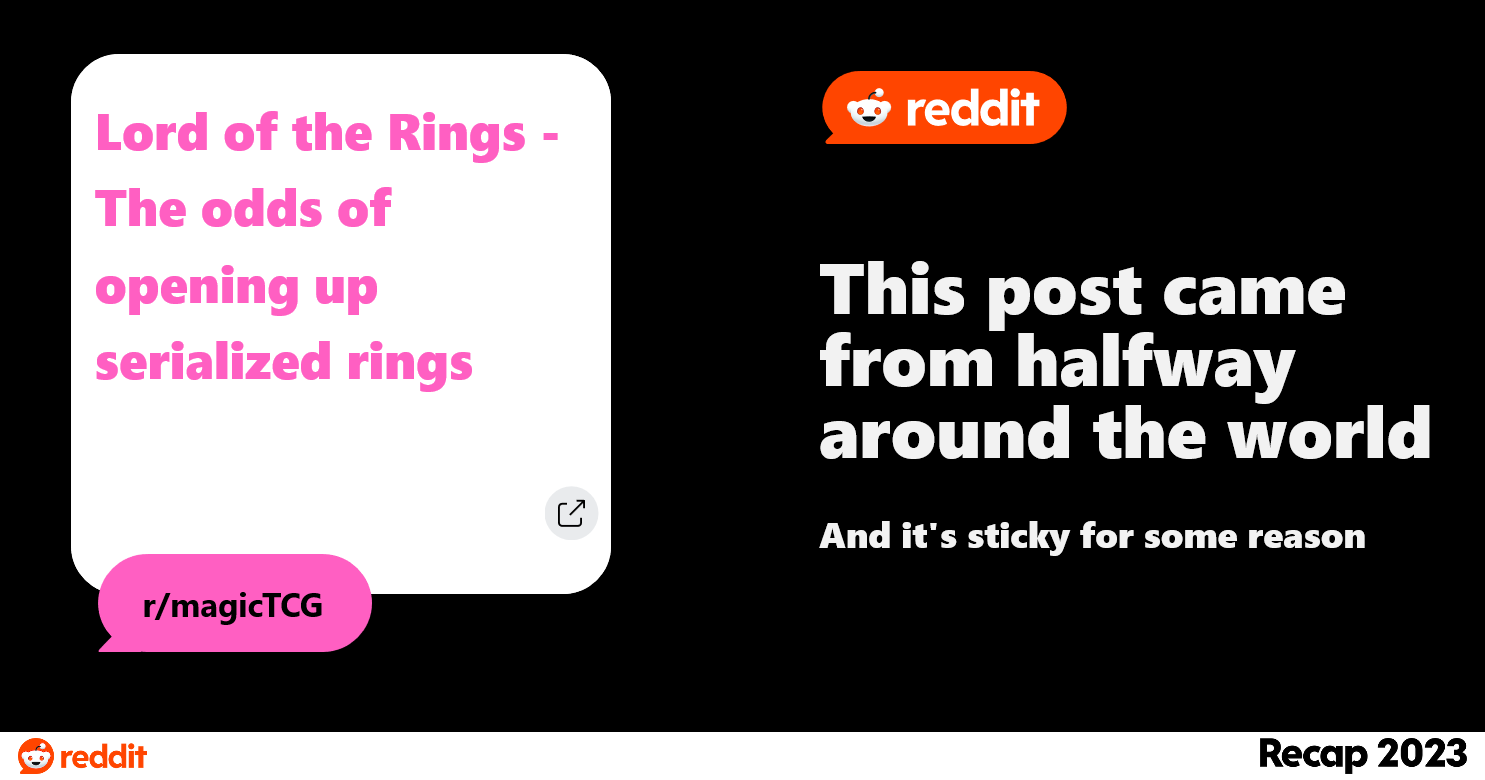 Lord of the Rings -
The odds of
opening up
serialized rings
r/magicTCG
reddit
This post came
from halfway
around the world
And it's sticky for some reason
reddit
Recap 2023